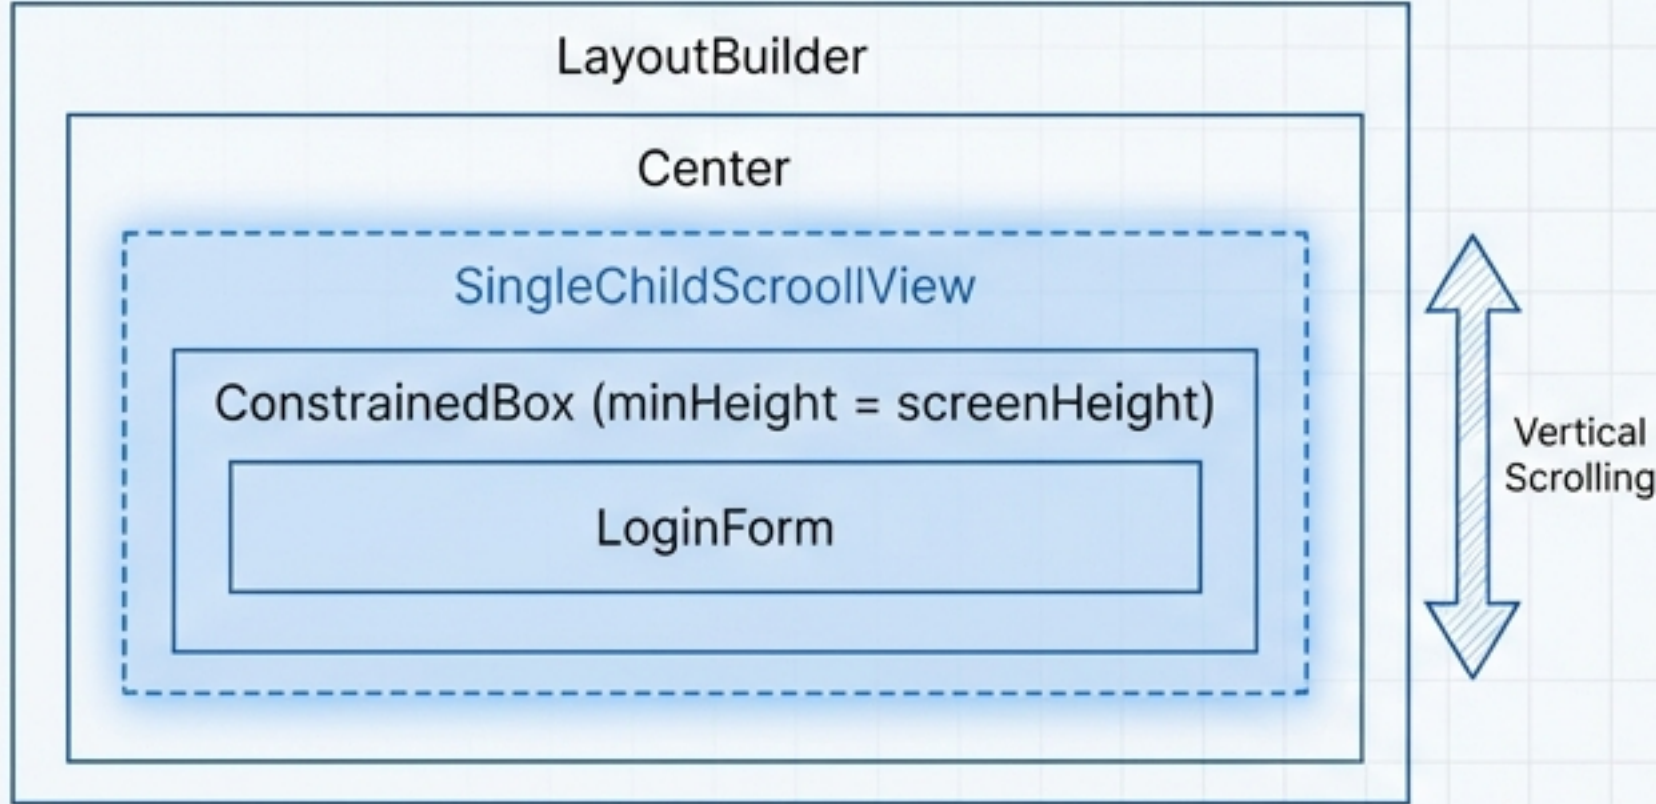 LayoutBuilder
Center
SingleChildScroollView
ConstrainedBox (minHeight = screenHeight)
LoginForm
Vertical
Scrolling